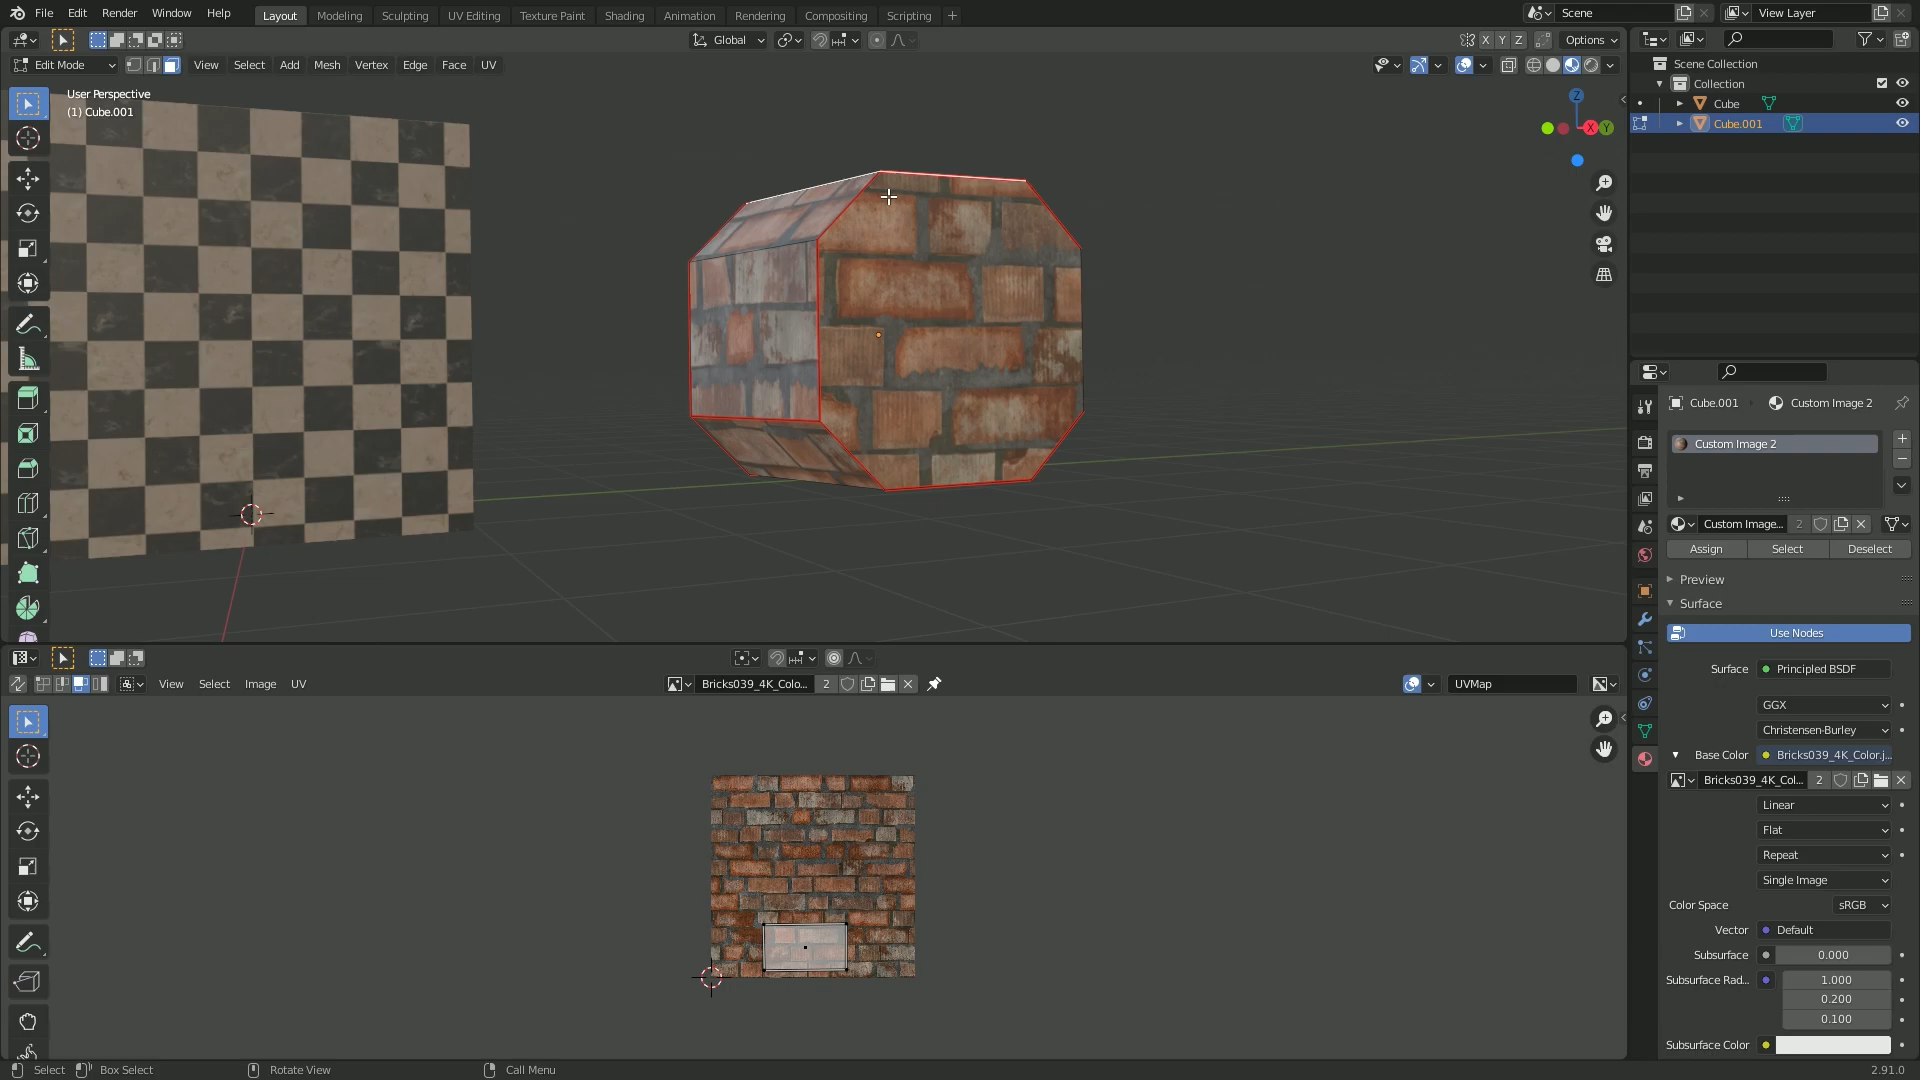 File Edit Render Window Help Layout Modeling Sculpting UV Editing Texture Paint Shading Animation Rendering Compositing Scripting + Scene View Layer
Global X Y Z Options
Edit Mode View Select Add Mesh Vertex Edge Face UV
User Perspective
(1) Cube.001
Z
X Y
Scene Collection
Collection
Cube
Cube.001
Cube.001 Custom Image 2
Custom Image 2
Custom Image... 2
Assign Select Deselect
Preview
Surface
Use Nodes
Surface Principled BSDF
GGX
Christensen-Burley
Base Color Bricks039_4K_Color.j...
Bricks039_4K_Col... 2
Linear
Flat
Repeat
Single Image
Color Space sRGB
Vector Default
Subsurface 0.000
Subsurface Rad... 1.000
0.200
0.100
Subsurface Color
View Select Image UV Bricks039_4K_Colo... 2 UVMap
Select Box Select Rotate View Call Menu 2.91.0